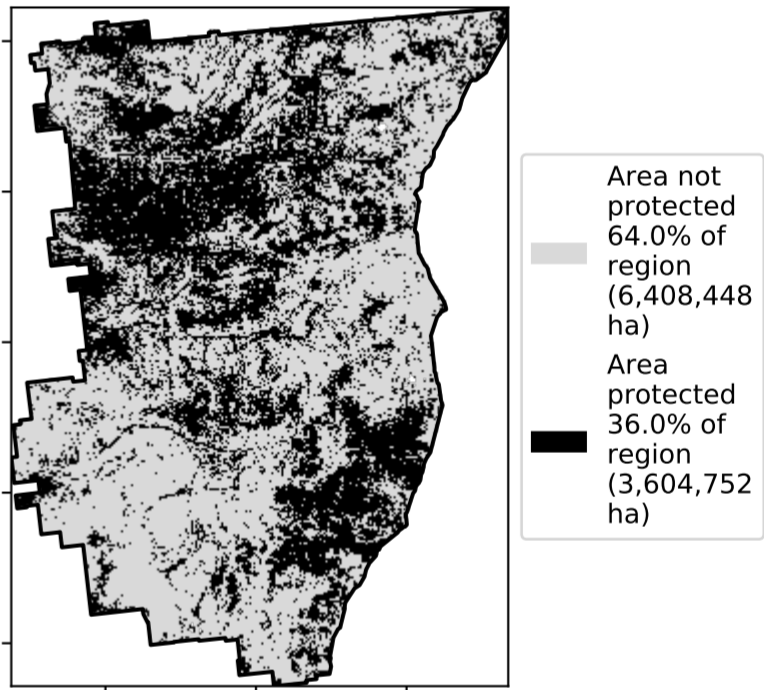 Area not
protected
64.0% of
region
(6,408,448
ha)
Area
protected
36.0% of
region
(3,604,752
ha)